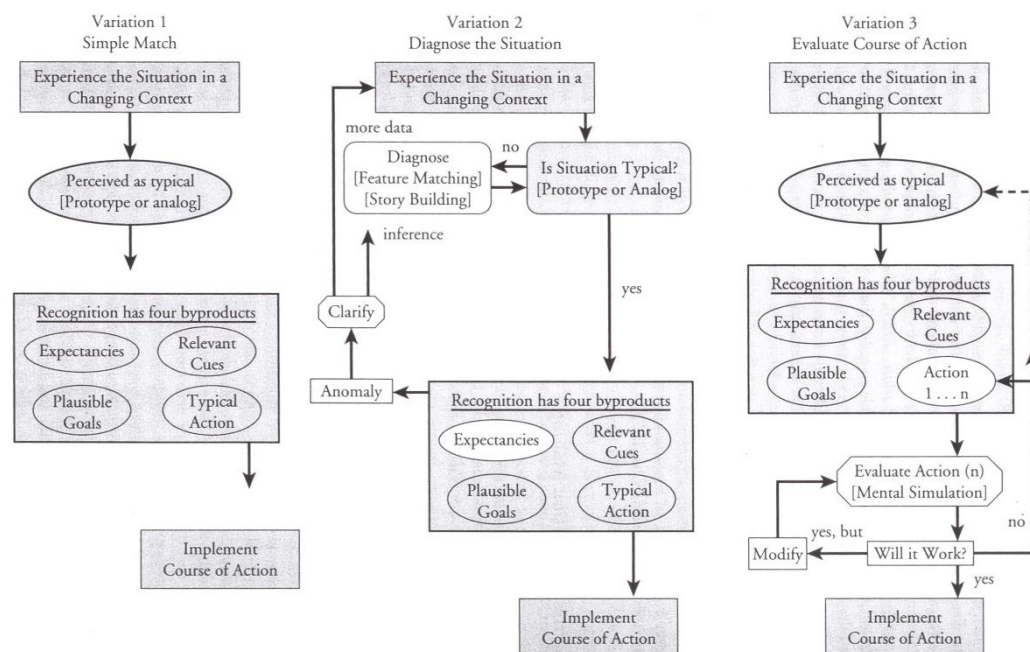 Variation 1
Simple Match
Experience the Situation in a
Changing Context
Perceived as typical
[Prototype or analog]
Recognition has four byproducts
Expectancies
Relevant
Cues
Plausible
Goals
Typical
Action
Implement
Course of Action
Variation 2
Diagnose the Situation
Experience the Situation in a
Changing Context
more data
no
Diagnose
[Feature Matching]
[Story Building]
Is Situation Typical?
[Prototype or Analog]
inference
yes
Clarify
Anomaly
Recognition has four byproducts
Expectancies
Relevant
Cues
Plausible
Goals
Typical
Action
Implement
Course of Action
Variation 3
Evaluate Course of Action
Experience the Situation in a
Changing Context
Perceived as typical
[Prototype or analog]
Recognition has four byproducts
Expectancies
Relevant
Cues
Plausible
Goals
Action
1 . . . n
Evaluate Action (n)
[Mental Simulation]
yes, but
no
Modify
Will it Work?
yes
Implement
Course of Action